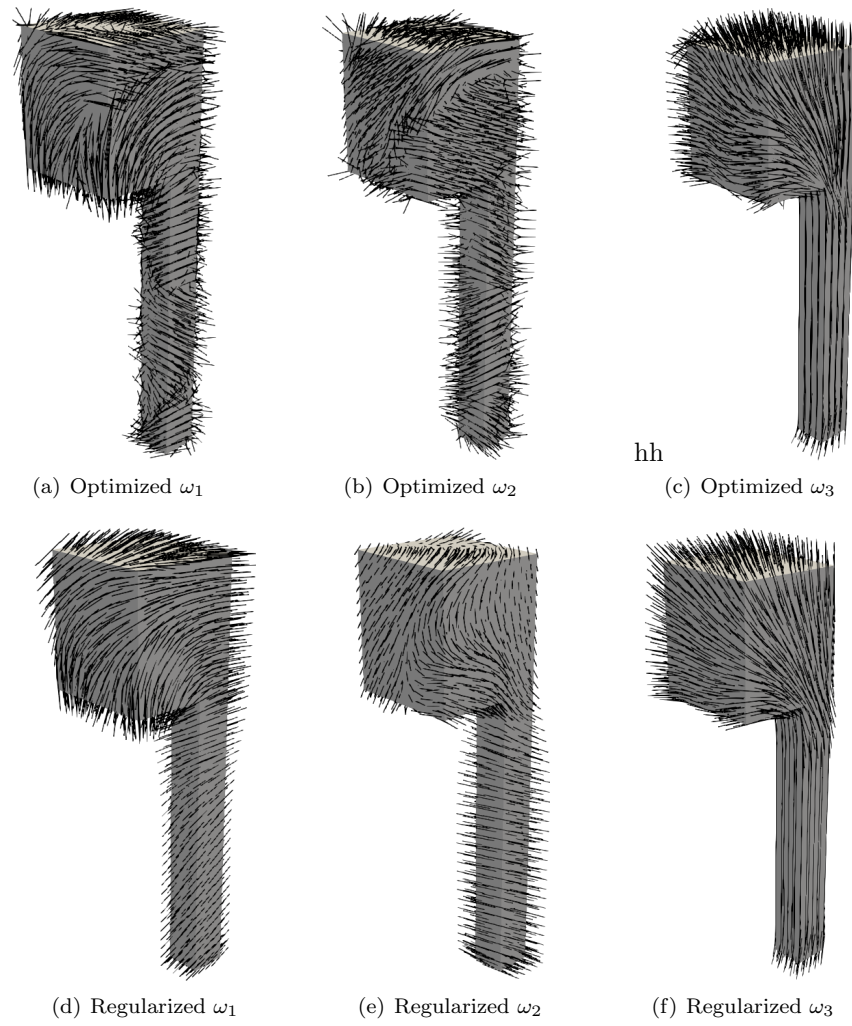 hh
(a) Optimized ω₁
(b) Optimized ω₂
(c) Optimized ω₃
(d) Regularized ω₁
(e) Regularized ω₂
(f) Regularized ω₃